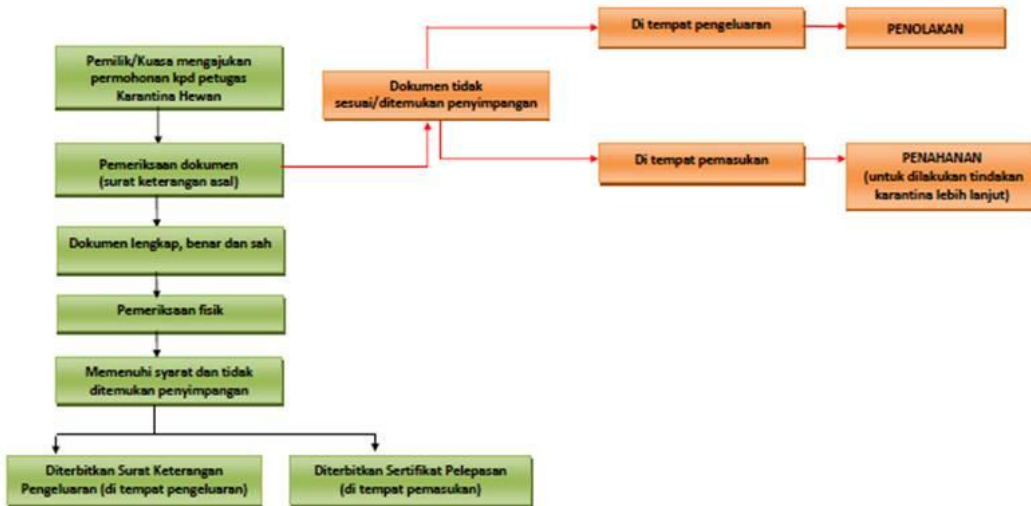 Pemilik/Kuasa mengajukan
permohonan kpd petugas
Karantina Hewan
Pemeriksaan dokumen
(surat keterangan asal)
Dokumen lengkap, benar dan sah
Pemeriksaan fisik
Memenuhi syarat dan tidak
ditemukan penyimpangan
Diterbitkan Surat Keterangan
Pengeluaran (di tempat pengeluaran)
Diterbitkan Sertifikat Pelepasan
(di tempat pemasukan)
Dokumen tidak
sesuai/ditemukan penyimpangan
Di tempat pengeluaran
PENOLAKAN
Di tempat pemasukan
PENAHANAN
(untuk dilakukan tindakan
karantina lebih lanjut)